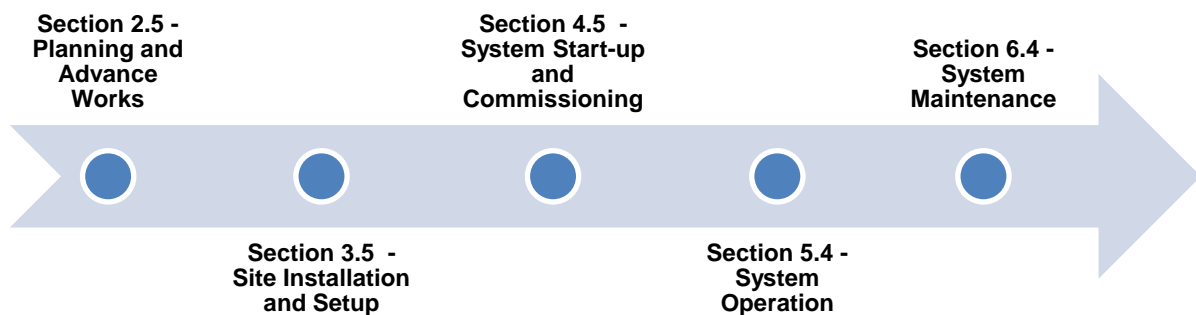 Section 2.5 -
Planning and
Advance
Works
Section 4.5 -
System Start-up
and
Commissioning
Section 6.4 -
System
Maintenance
Section 3.5 -
Site Installation
and Setup
Section 5.4 -
System
Operation